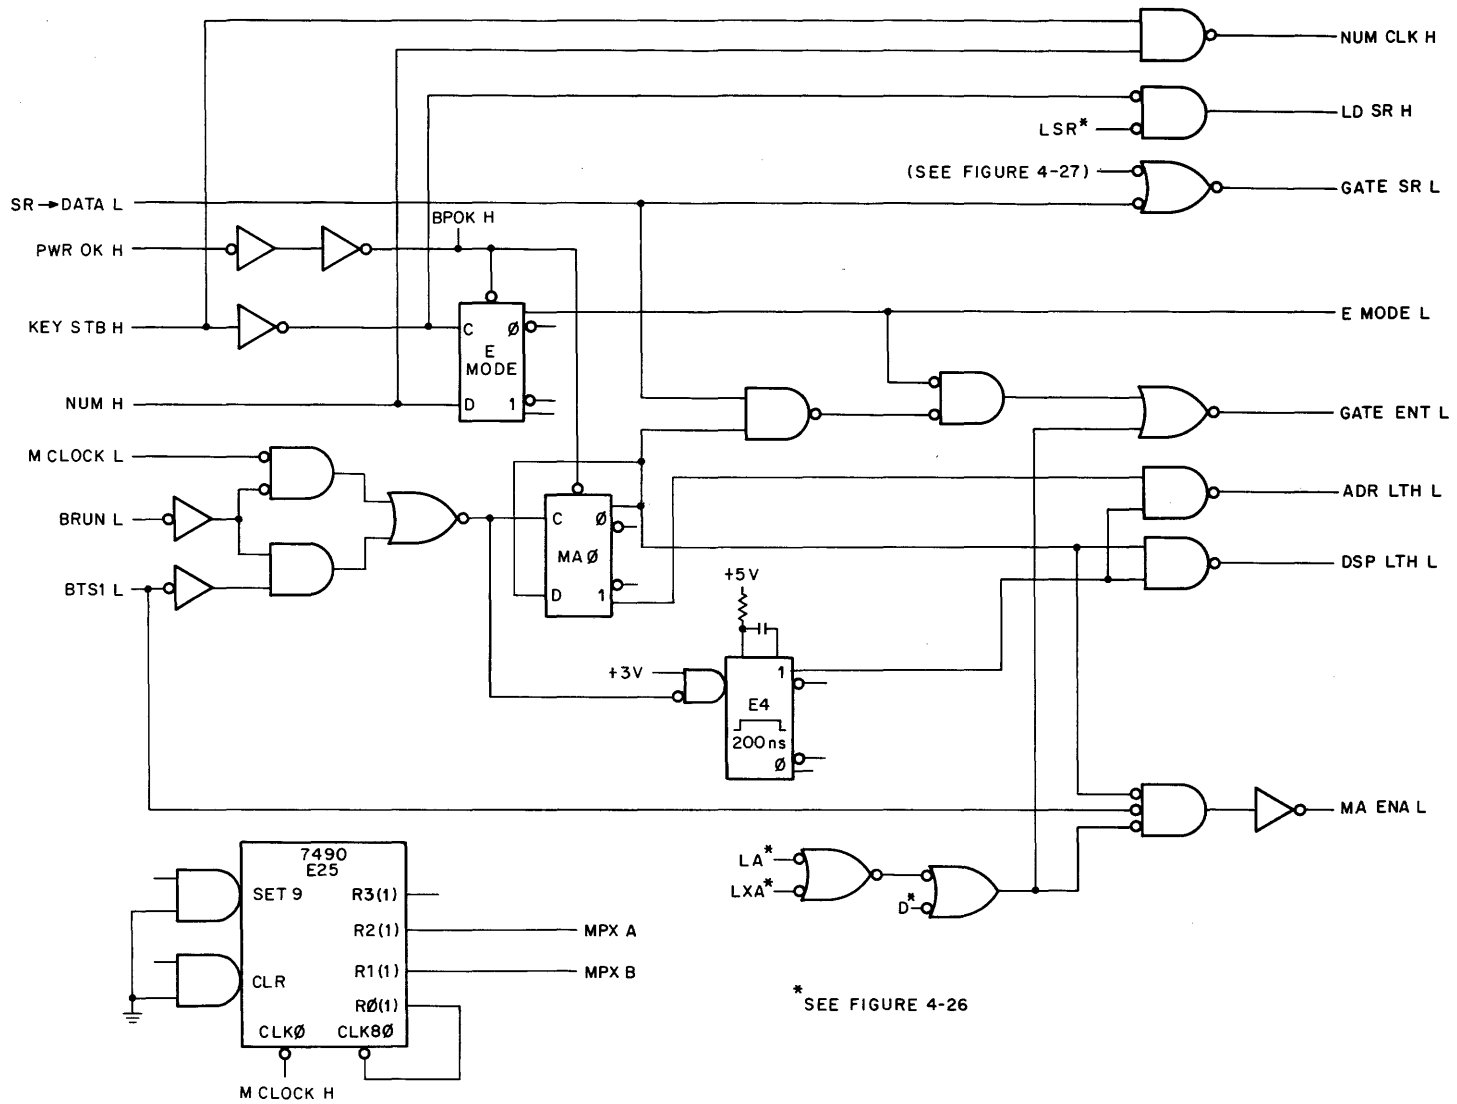 NUM CLK H
LD SR H
LSR*
(SEE FIGURE 4-27)
GATE SR L
SR→DATA L
BPOK H
PWR OK H
KEY STB H
C Ø
E
MODE
D 1
E MODE L
NUM H
GATE ENT L
M CLOCK L
ADR LTH L
BRUN L
C Ø
MA Ø
D 1
DSP LTH L
BTS1 L
+5V
+3V
1
E4
200ns
Ø
MA ENA L
LA*
LXA*
D*
7490
E25
SET 9
R3(1)
R2(1)
MPX A
R1(1)
MPX B
CLR
RØ(1)
CLKØ
CLK8Ø
M CLOCK H
*SEE FIGURE 4-26